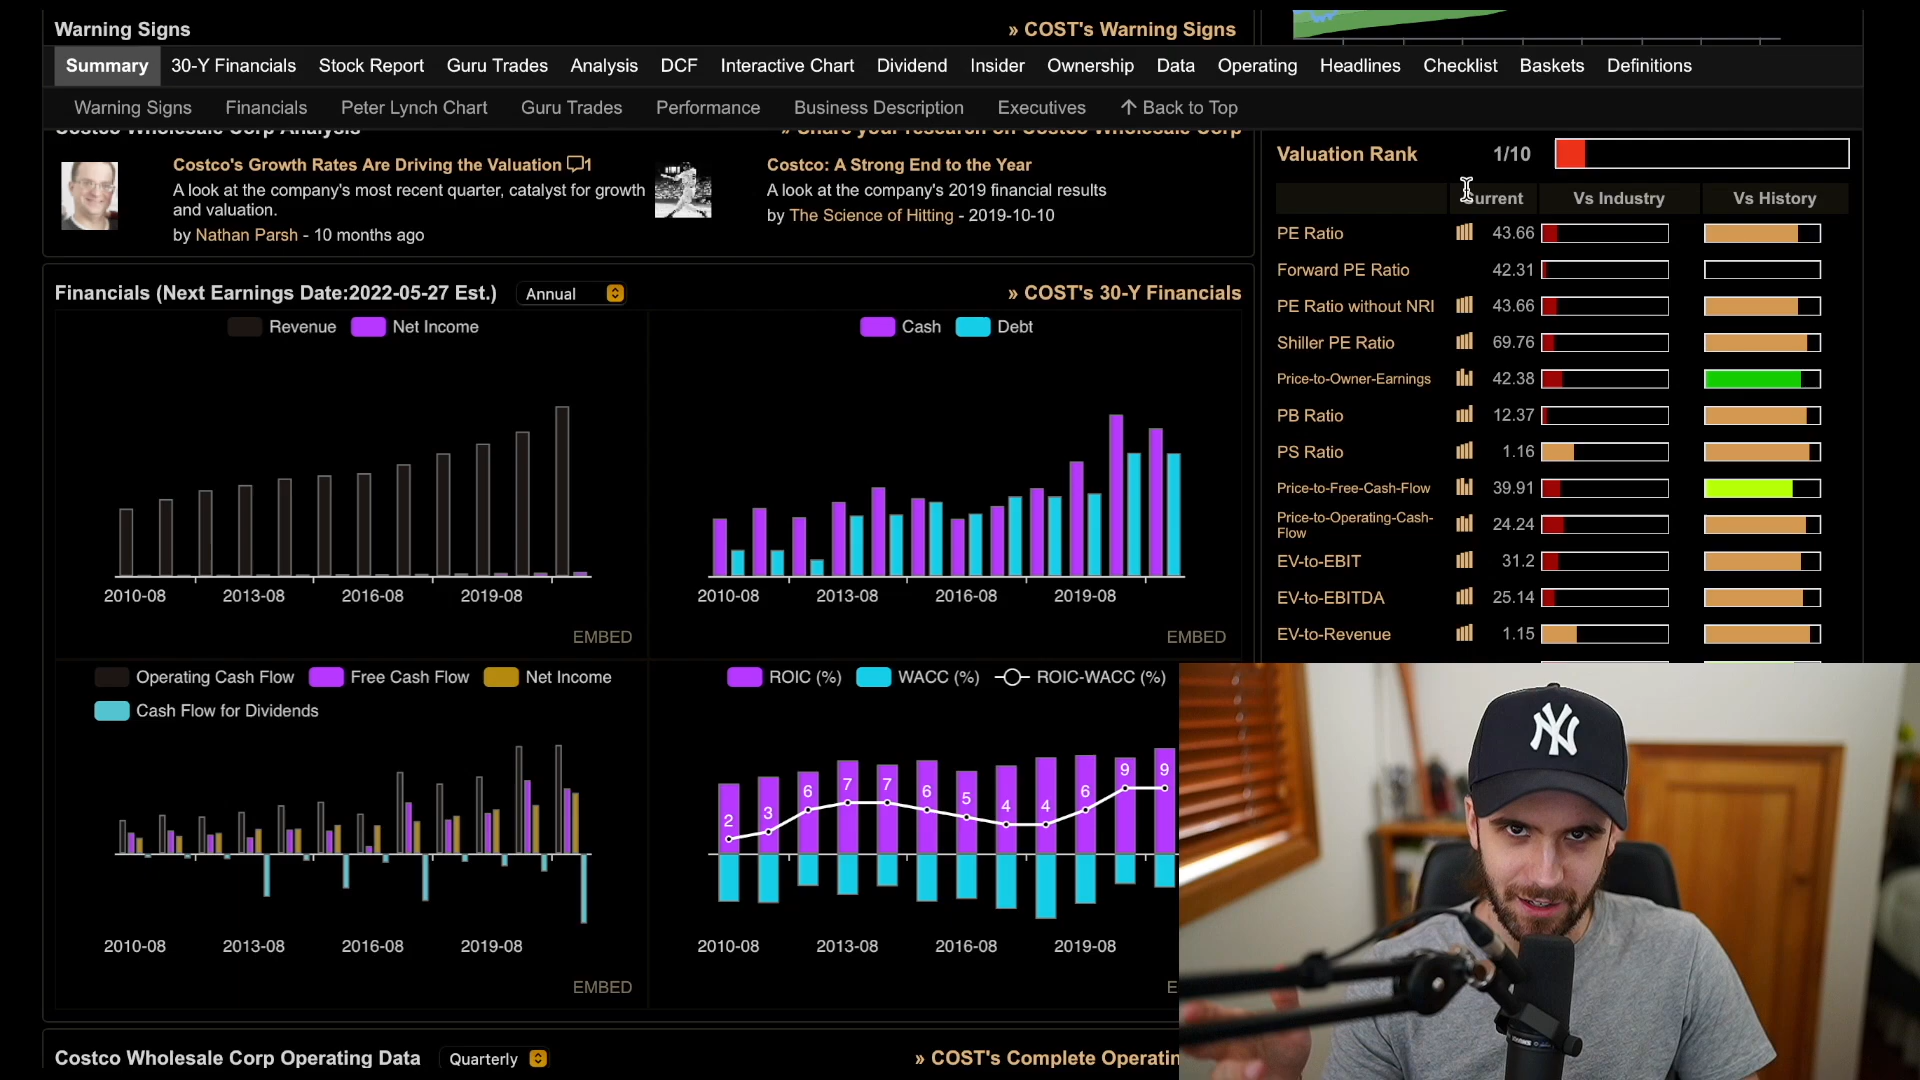 Warning Signs
» COST's Warning Signs
Summary 30-Y Financials Stock Report Guru Trades Analysis DCF Interactive Chart Dividend Insider Ownership Data Operating Headlines Checklist Baskets Definitions
Warning Signs Financials Peter Lynch Chart Guru Trades Performance Business Description Executives ↑ Back to Top
Costco Wholesale Corp Analysis
» Share your research on Costco Wholesale Corp
Costco's Growth Rates Are Driving the Valuation 1
A look at the company's most recent quarter, catalyst for growth
and valuation.
by Nathan Parsh - 10 months ago
Costco: A Strong End to the Year
A look at the company's 2019 financial results
by The Science of Hitting - 2019-10-10
Financials (Next Earnings Date:2022-05-27 Est.) Annual
» COST's 30-Y Financials
Revenue Net Income
2010-08 2013-08 2016-08 2019-08
EMBED
Cash Debt
2010-08 2013-08 2016-08 2019-08
EMBED
Operating Cash Flow Free Cash Flow Net Income
Cash Flow for Dividends
2010-08 2013-08 2016-08 2019-08
EMBED
ROIC (%) WACC (%) ROIC-WACC (%)
2 3 6 7 7 6 5 4 4 6 9 9
2010-08 2013-08 2016-08 2019-08
E
Costco Wholesale Corp Operating Data Quarterly
» COST's Complete Operatin
Valuation Rank 1/10
Current Vs Industry Vs History
PE Ratio 43.66
Forward PE Ratio 42.31
PE Ratio without NRI 43.66
Shiller PE Ratio 69.76
Price-to-Owner-Earnings 42.38
PB Ratio 12.37
PS Ratio 1.16
Price-to-Free-Cash-Flow 39.91
Price-to-Operating-Cash-
Flow 24.24
EV-to-EBIT 31.2
EV-to-EBITDA 25.14
EV-to-Revenue 1.15
NY